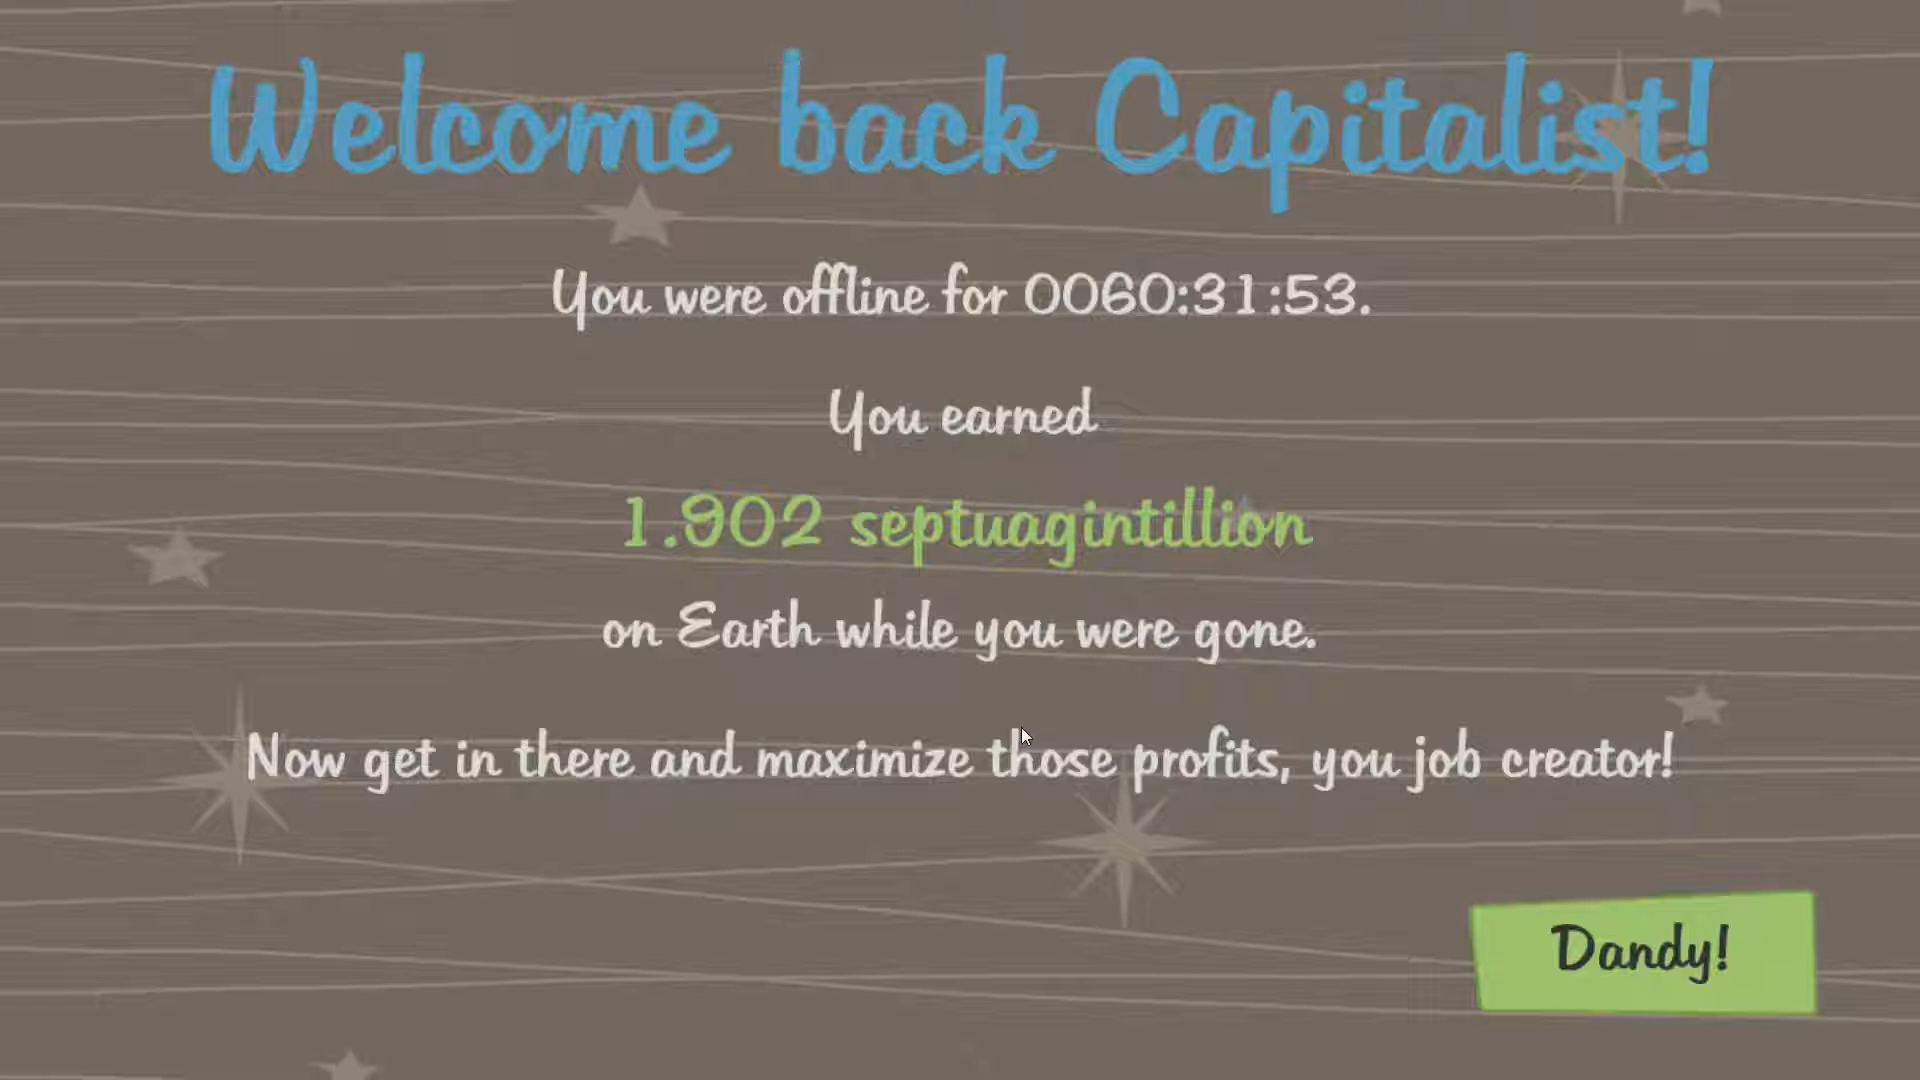 Welcome back Capitalist!
You were offline for 0060:31:53.
You earned
1.902 septuagintillion
on Earth while you were gone.
Now get in there and maximize those profits, you job creator!
Dandy!